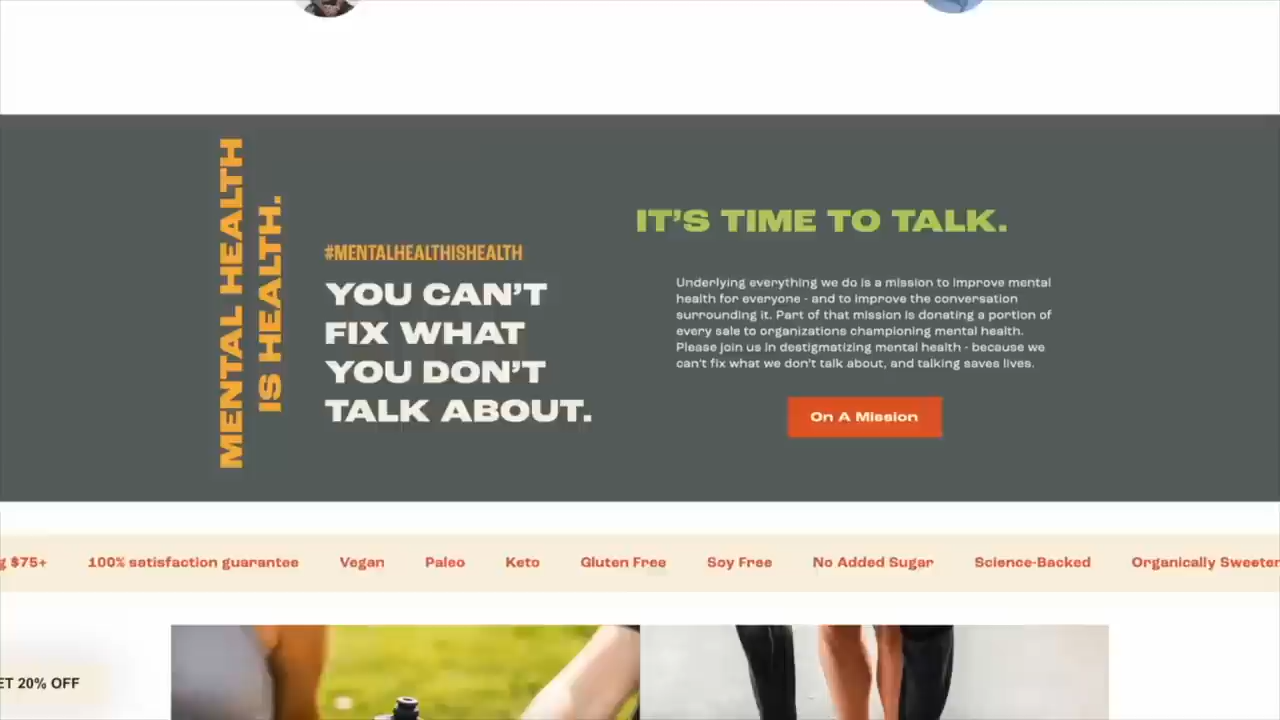 MENTAL HEALTH
IS HEALTH.
#MENTALHEALTHISHEALTH
YOU CAN'T
FIX WHAT
YOU DON'T
TALK ABOUT.
IT'S TIME TO TALK.
Underlying everything we do is a mission to improve mental
health for everyone - and to improve the conversation
surrounding it. Part of that mission is donating a portion of
every sale to organizations championing mental health.
Please join us in destigmatizing mental health - because we
can't fix what we don't talk about, and talking saves lives.
On A Mission
$75+ 100% satisfaction guarantee Vegan Paleo Keto Gluten Free Soy Free No Added Sugar Science-Backed Organically
20% OFF